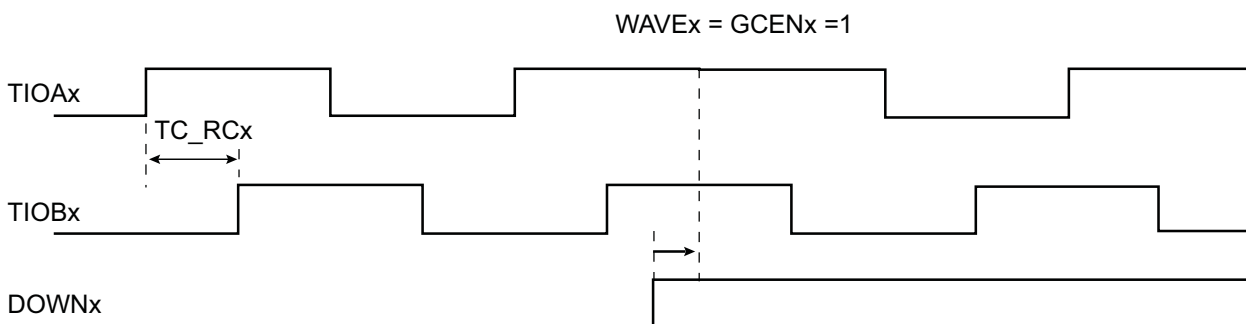 WAVEx = GCENx =1
TIOAx
TC_RCx
TIOBx
DOWNx